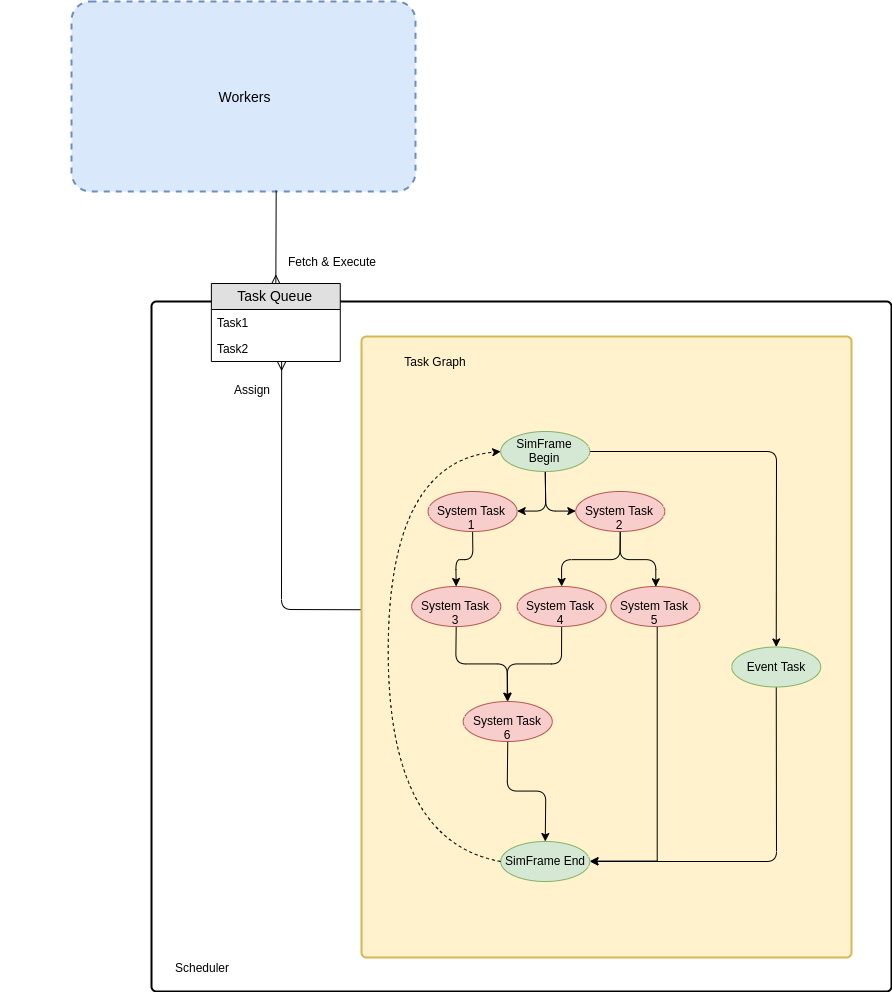 Workers
Fetch & Execute
Task Queue
Task1
Task2
Assign
Task Graph
SimFrame
Begin
System Task
1
System Task
2
System Task
3
System Task
4
System Task
5
Event Task
System Task
6
SimFrame End
Scheduler